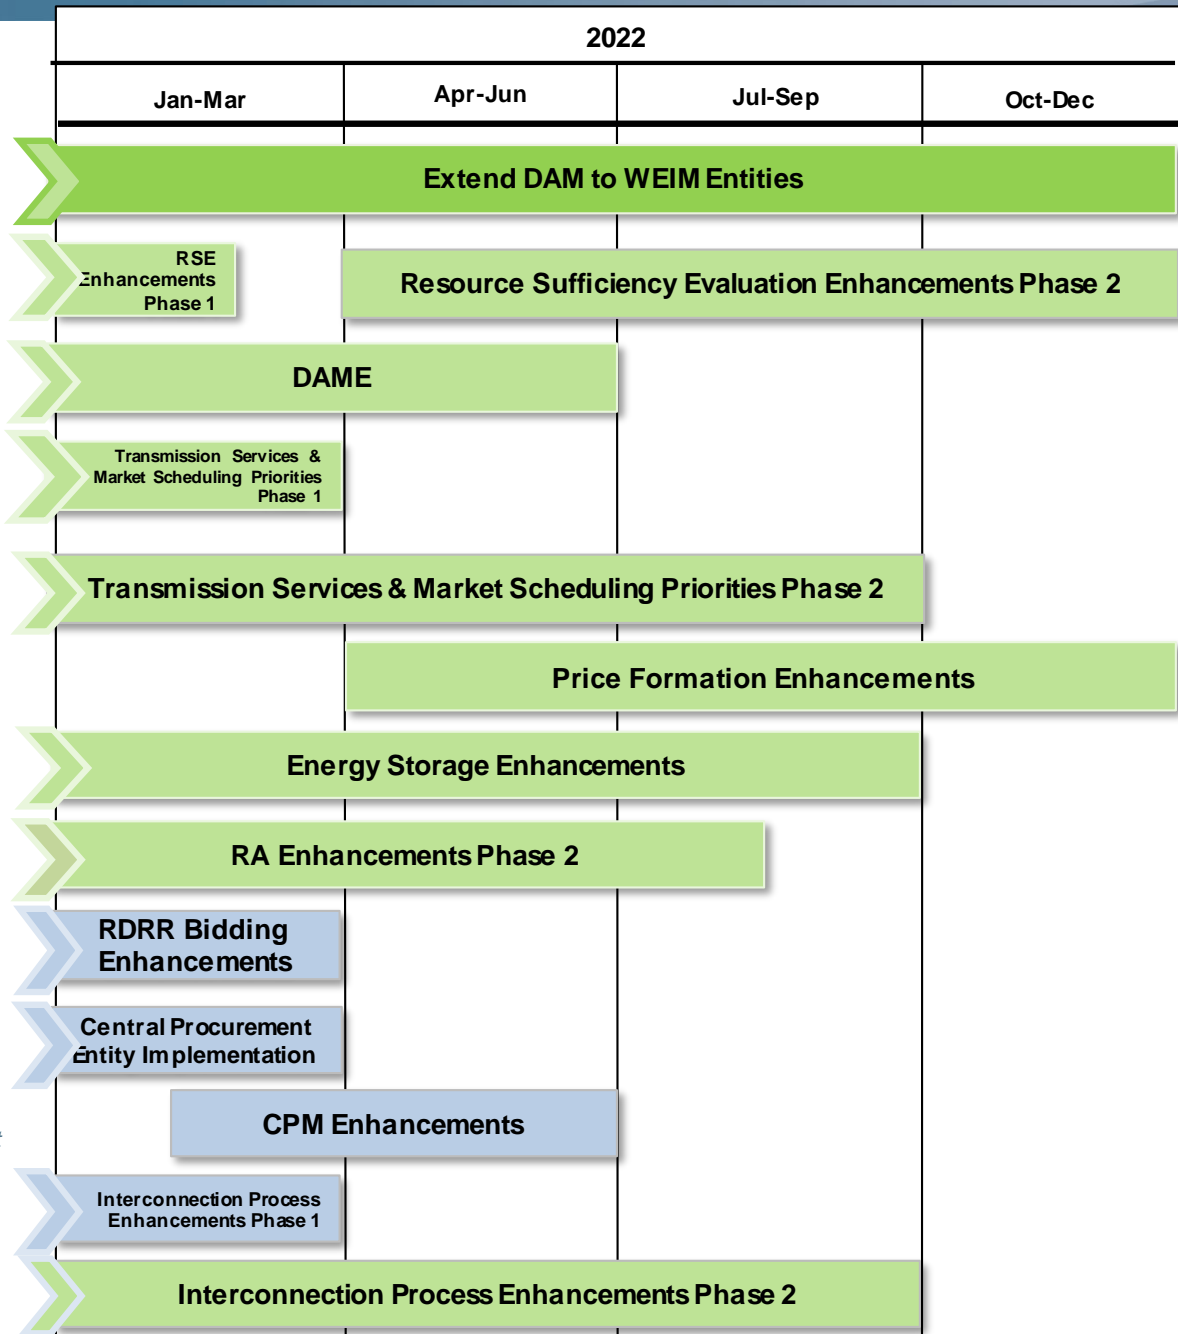 2022
Jan-Mar
Apr-Jun
Jul-Sep
Oct-Dec
Extend DAM to WEIM Entities
RSE
Enhancements
Phase 1
Resource Sufficiency Evaluation Enhancements Phase 2
DAME
Transmission Services &
Market Scheduling Priorities
Phase 1
Transmission Services & Market Scheduling Priorities Phase 2
Price Formation Enhancements
Energy Storage Enhancements
RA Enhancements Phase 2
RDRR Bidding
Enhancements
Central Procurement
Entity Implementation
CPM Enhancements
Interconnection Process
Enhancements Phase 1
Interconnection Process Enhancements Phase 2